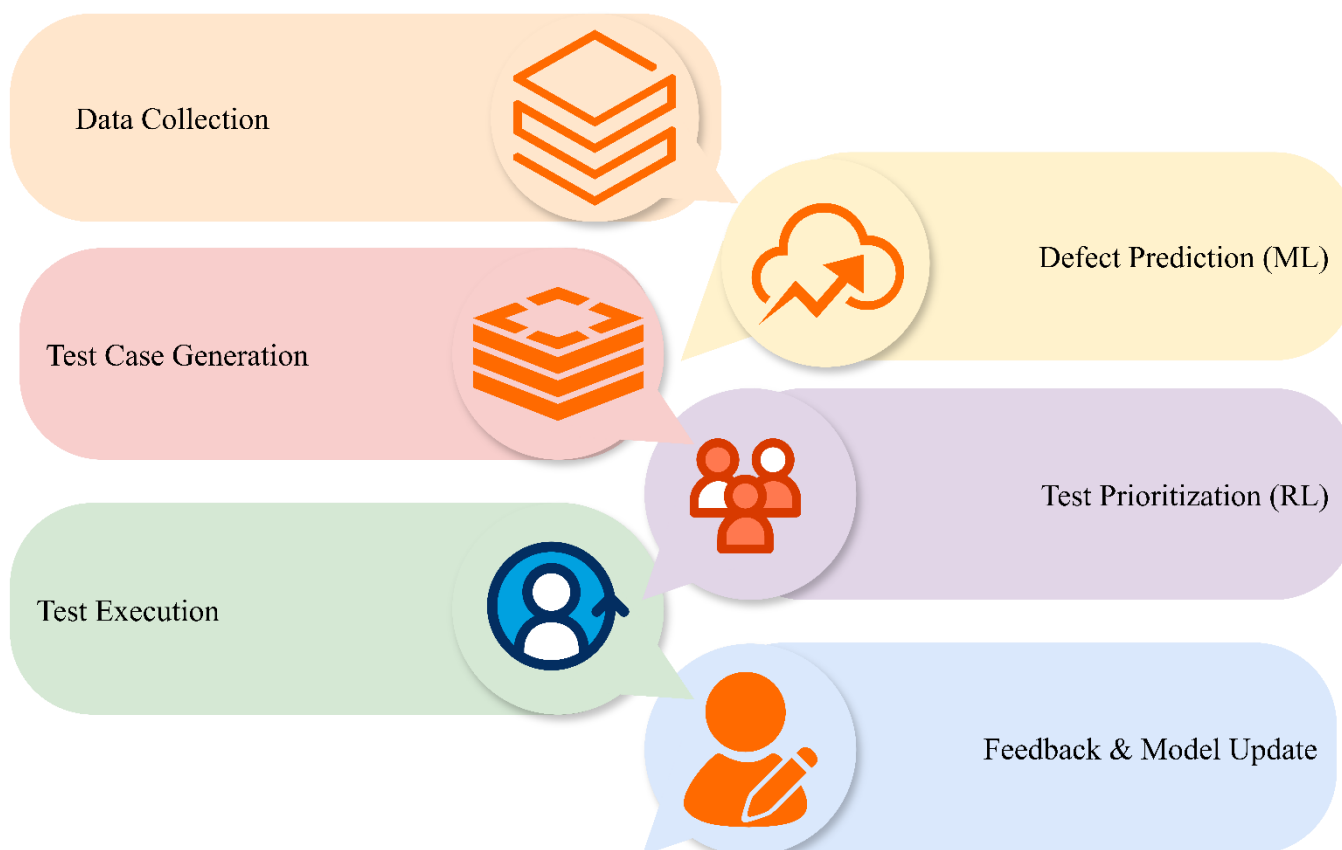 Data Collection
Defect Prediction (ML)
Test Case Generation
Test Prioritization (RL)
Test Execution
Feedback & Model Update